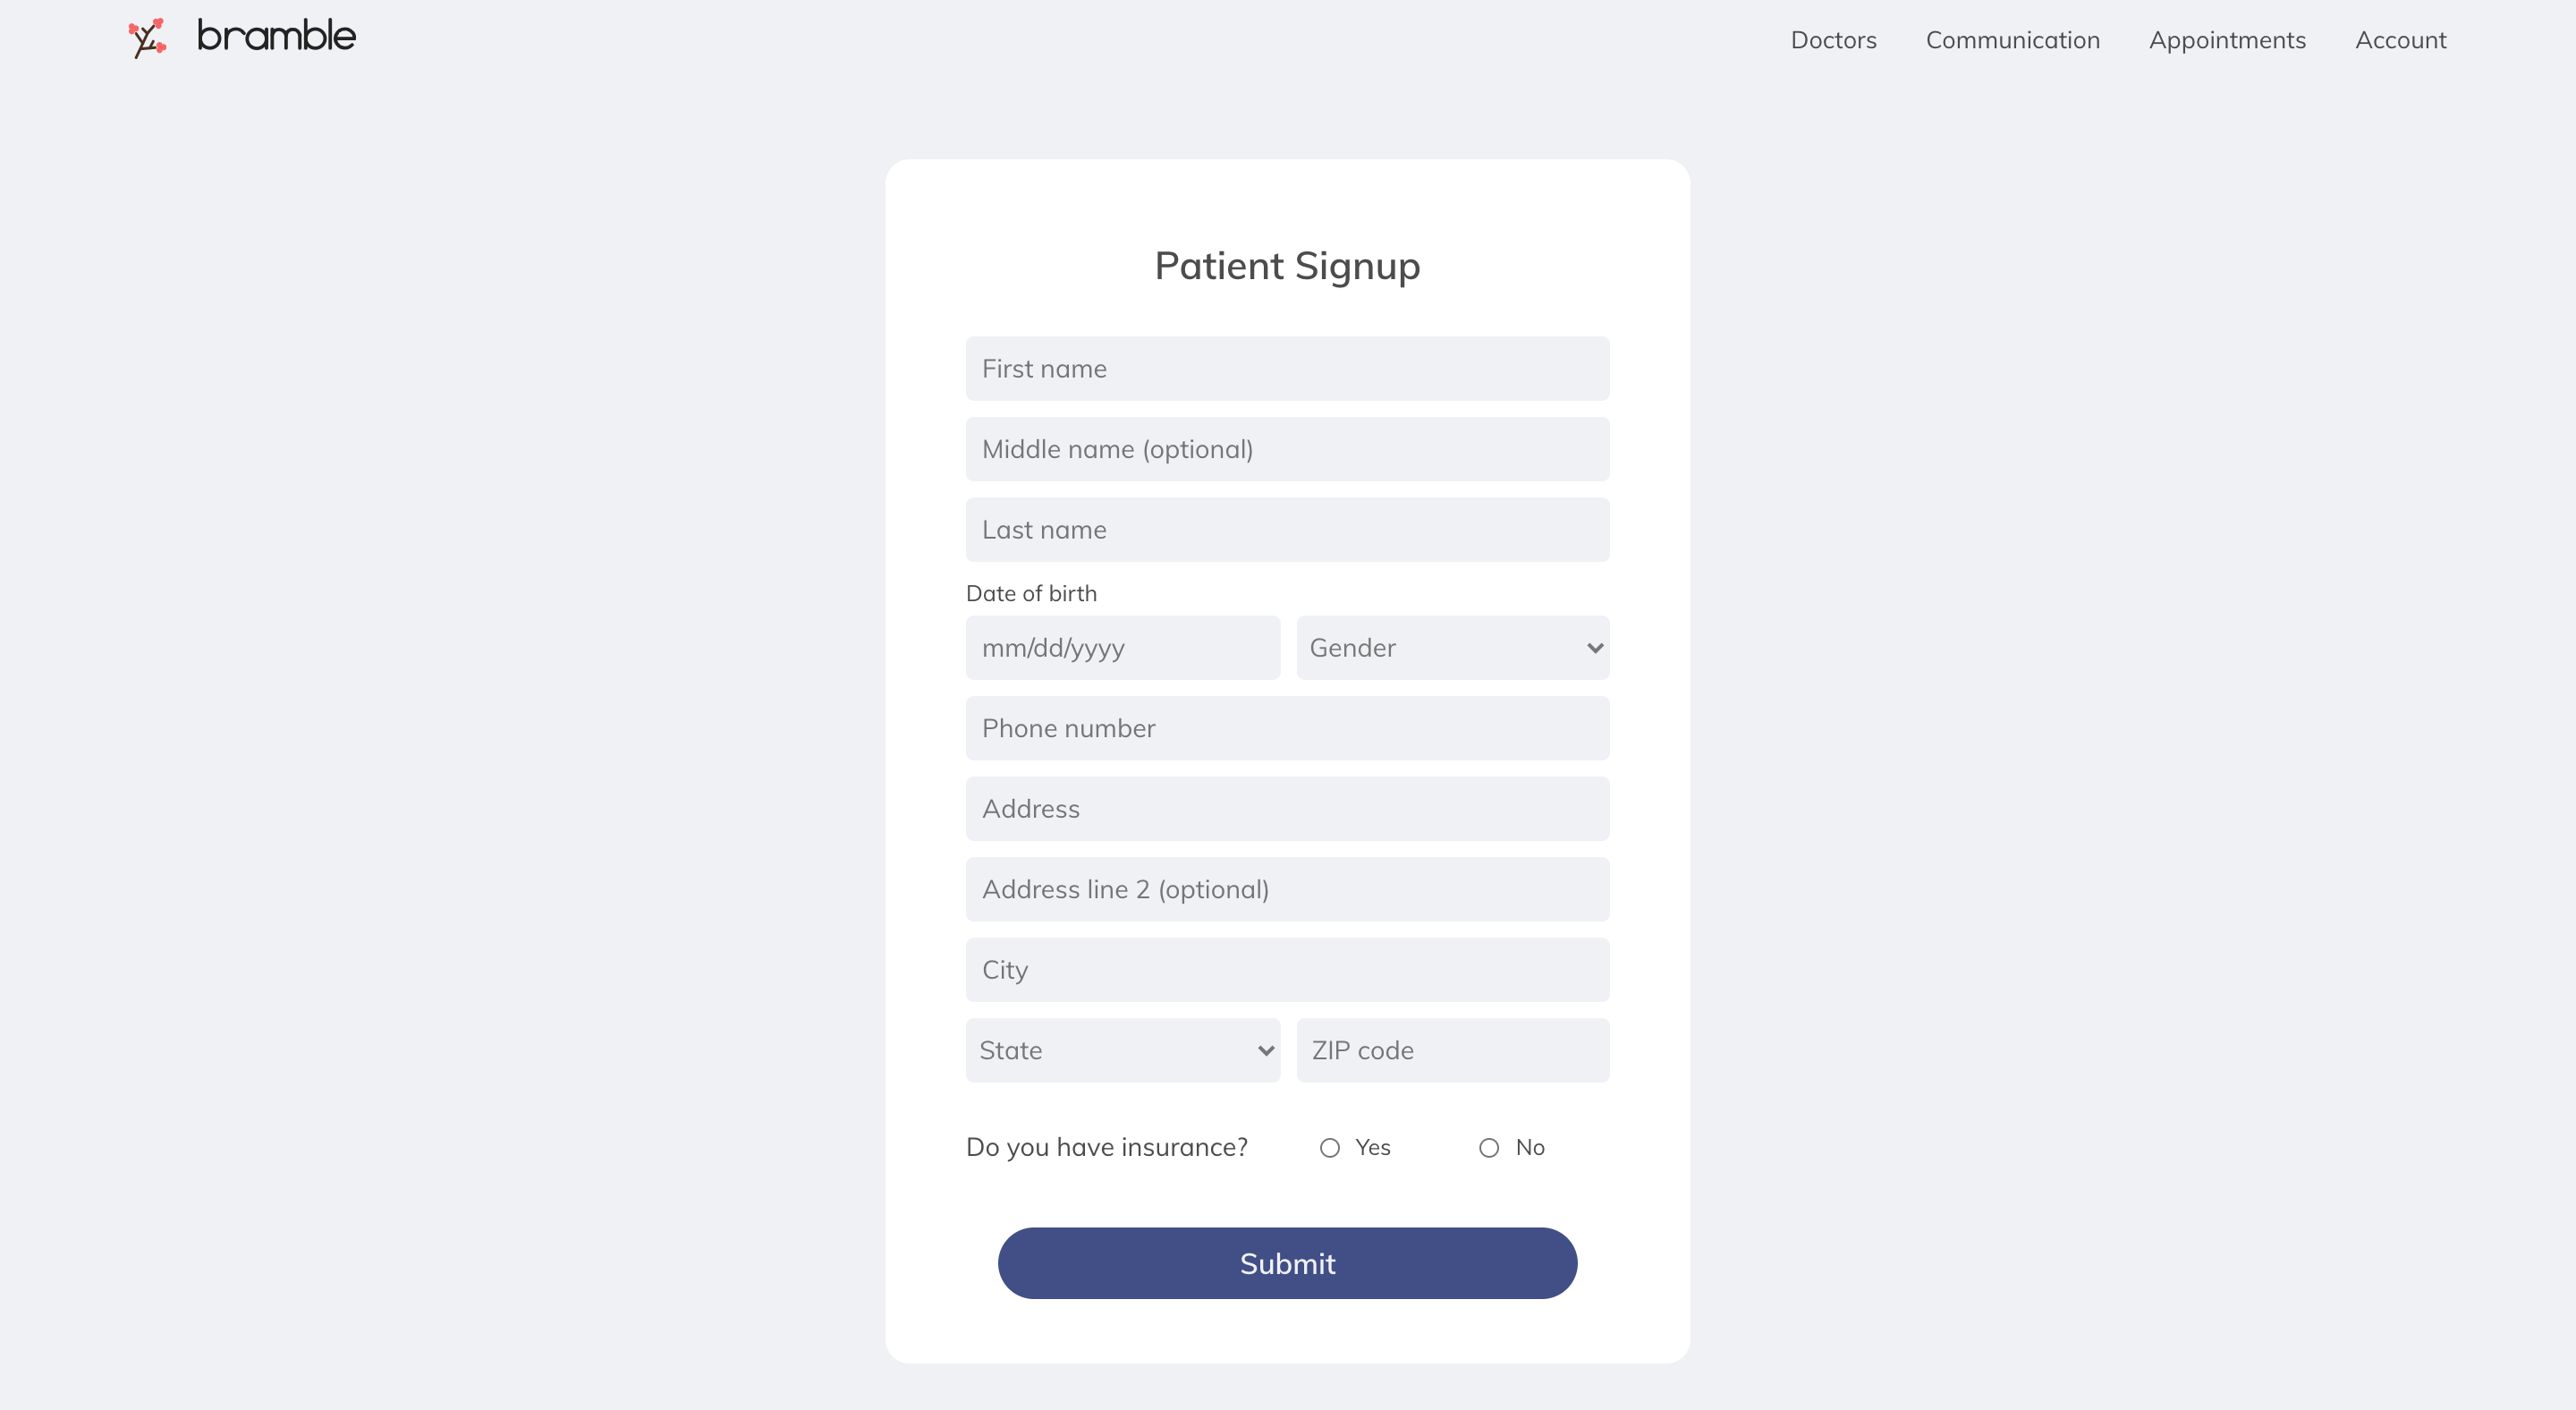 bramble
Doctors Communication Appointments Account
Patient Signup
First name
Middle name (optional)
Last name
Date of birth
mm/dd/yyyy Gender
Phone number
Address
Address line 2 (optional)
City
State ZIP code
Do you have insurance? Yes No
Submit